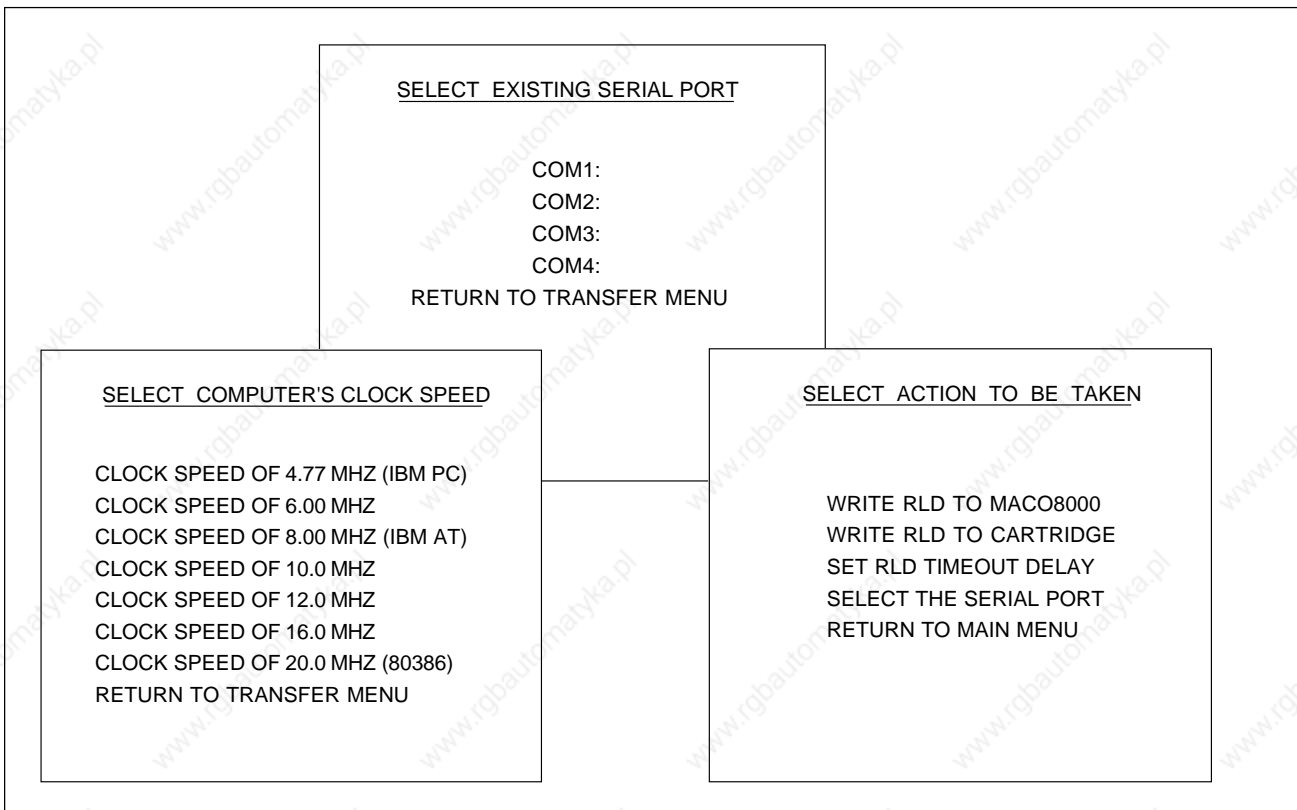 SELECT EXISTING SERIAL PORT
COM1:
COM2:
COM3:
COM4:
RETURN TO TRANSFER MENU
SELECT COMPUTER'S CLOCK SPEED
CLOCK SPEED OF 4.77 MHZ (IBM PC)
CLOCK SPEED OF 6.00 MHZ
CLOCK SPEED OF 8.00 MHZ (IBM AT)
CLOCK SPEED OF 10.0 MHZ
CLOCK SPEED OF 12.0 MHZ
CLOCK SPEED OF 16.0 MHZ
CLOCK SPEED OF 20.0 MHZ (80386)
RETURN TO TRANSFER MENU
SELECT ACTION TO BE TAKEN
WRITE RLD TO MACO8000
WRITE RLD TO CARTRIDGE
SET RLD TIMEOUT DELAY
SELECT THE SERIAL PORT
RETURN TO MAIN MENU
www.rgbautomatyka.pl